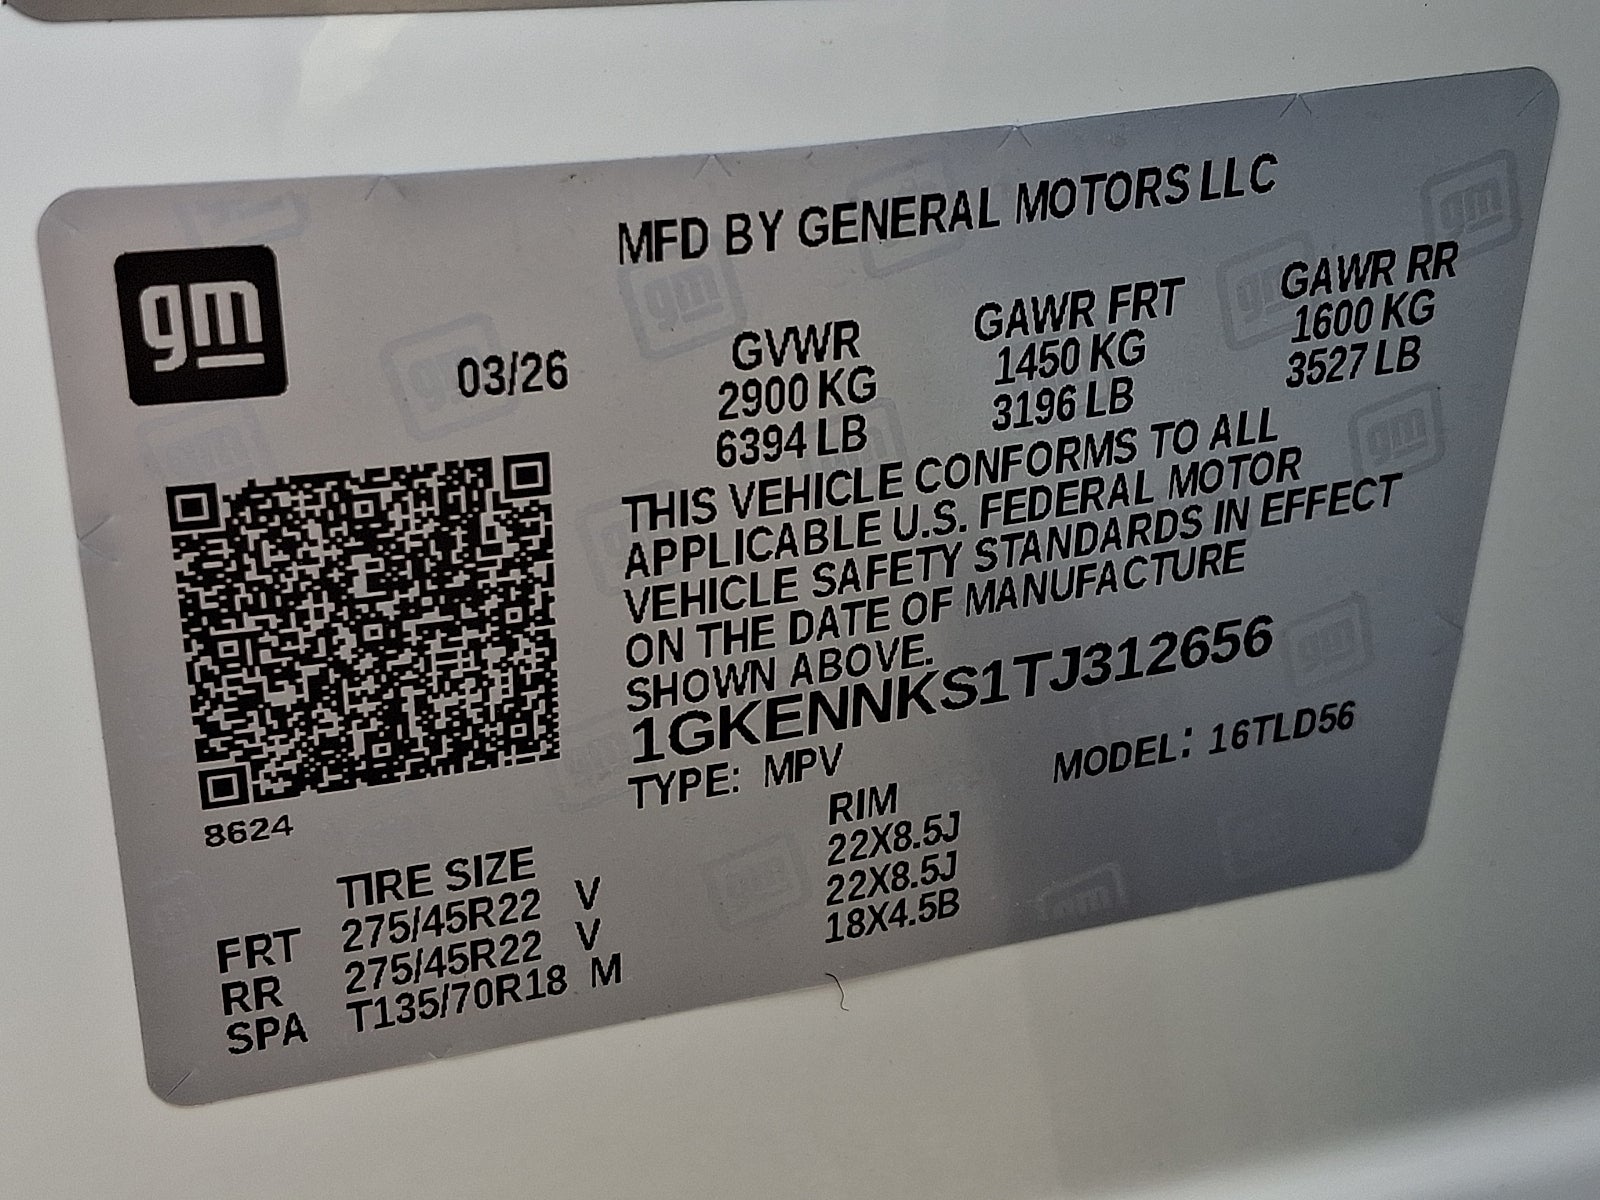 gm
MFD BY GENERAL MOTORS LLC
03/26
GVWR GAWR FRT GAWR RR
2900 KG 1450 KG 1600 KG
6394 LB 3196 LB 3527 LB
THIS VEHICLE CONFORMS TO ALL
APPLICABLE U.S. FEDERAL MOTOR
VEHICLE SAFETY STANDARDS IN EFFECT
ON THE DATE OF MANUFACTURE
SHOWN ABOVE.
1GKENNKS1TJ312656
TYPE: MPV MODEL: 16TLD56
8624
TIRE SIZE RIM
FRT 275/45R22 V 22X8.5J
RR 275/45R22 V 22X8.5J
SPA T135/70R18 M 18X4.5B